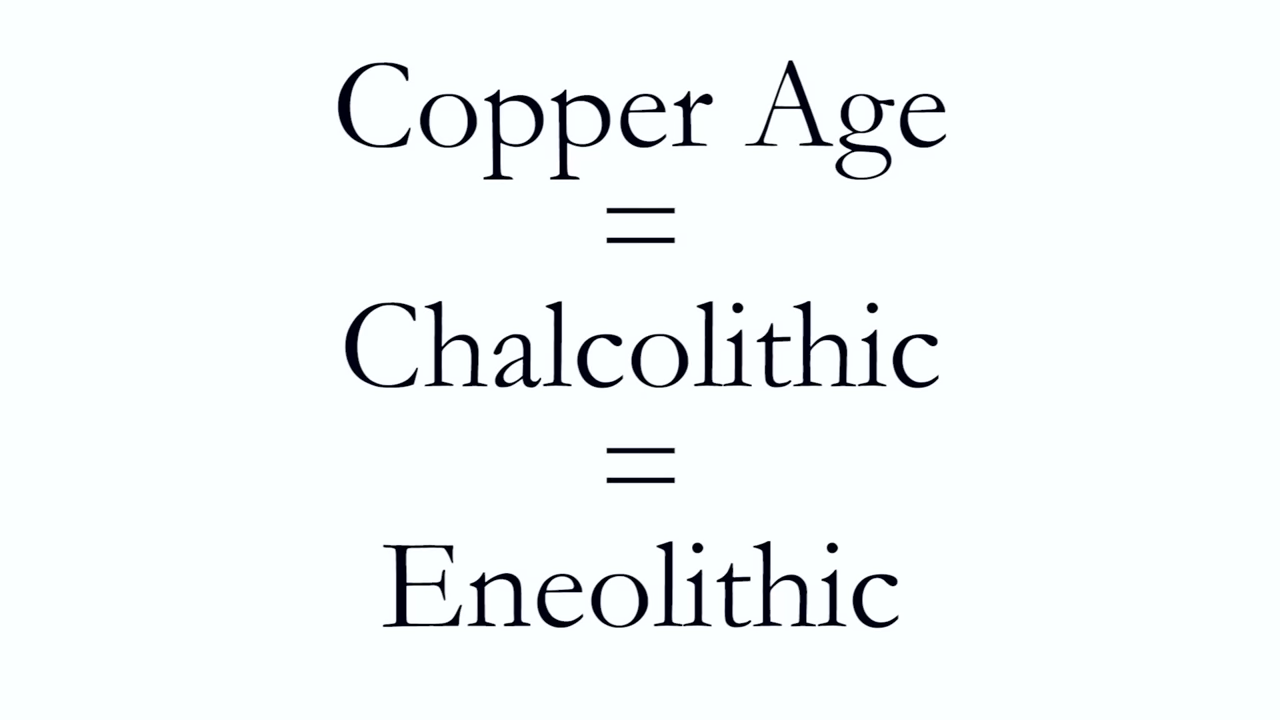 Copper Age
=
Chalcolithic
=
Eneolithic